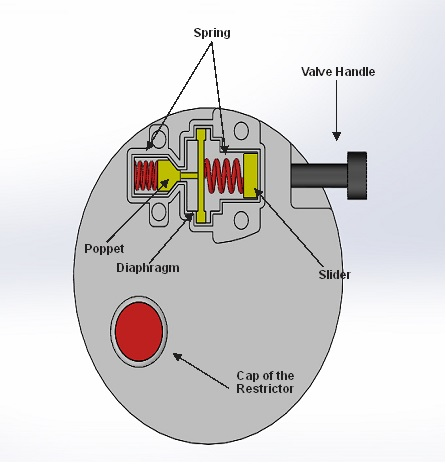 Spring
Valve Handle
Poppet
Diaphragm
Slider
Cap of the
Restrictor